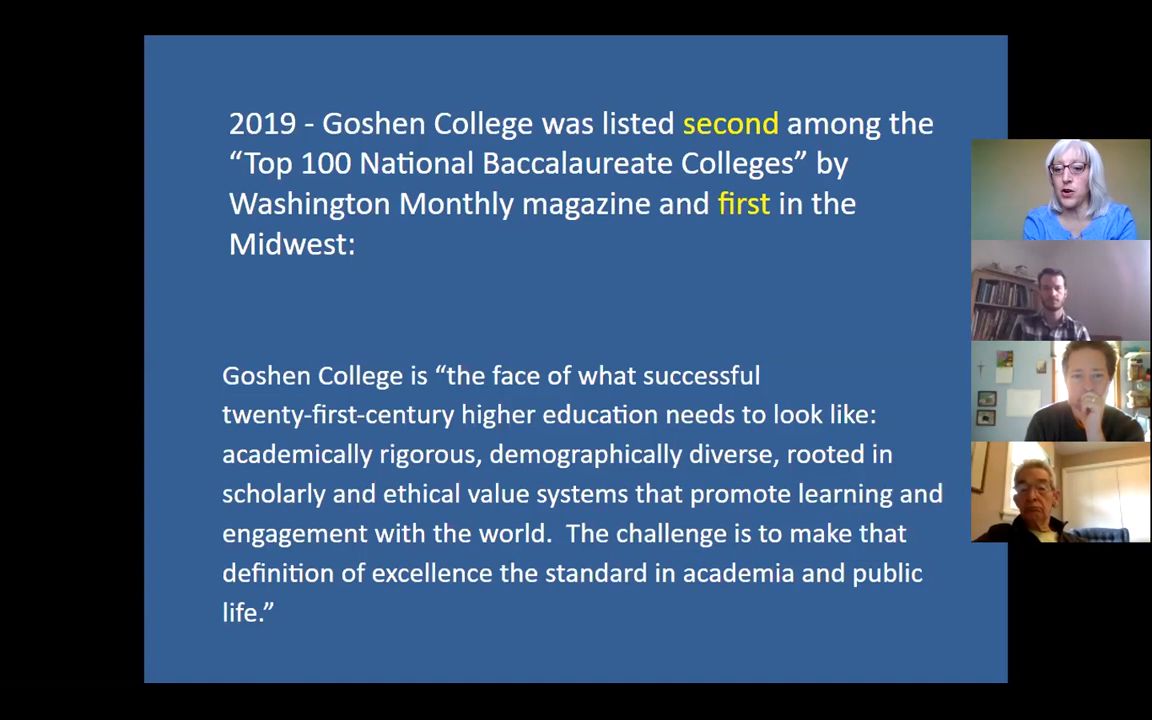 2019 - Goshen College was listed second among the
“Top 100 National Baccalaureate Colleges” by
Washington Monthly magazine and first in the
Midwest:
Goshen College is “the face of what successful
twenty-first-century higher education needs to look like:
academically rigorous, demographically diverse, rooted in
scholarly and ethical value systems that promote learning and
engagement with the world.  The challenge is to make that
definition of excellence the standard in academia and public
life.”